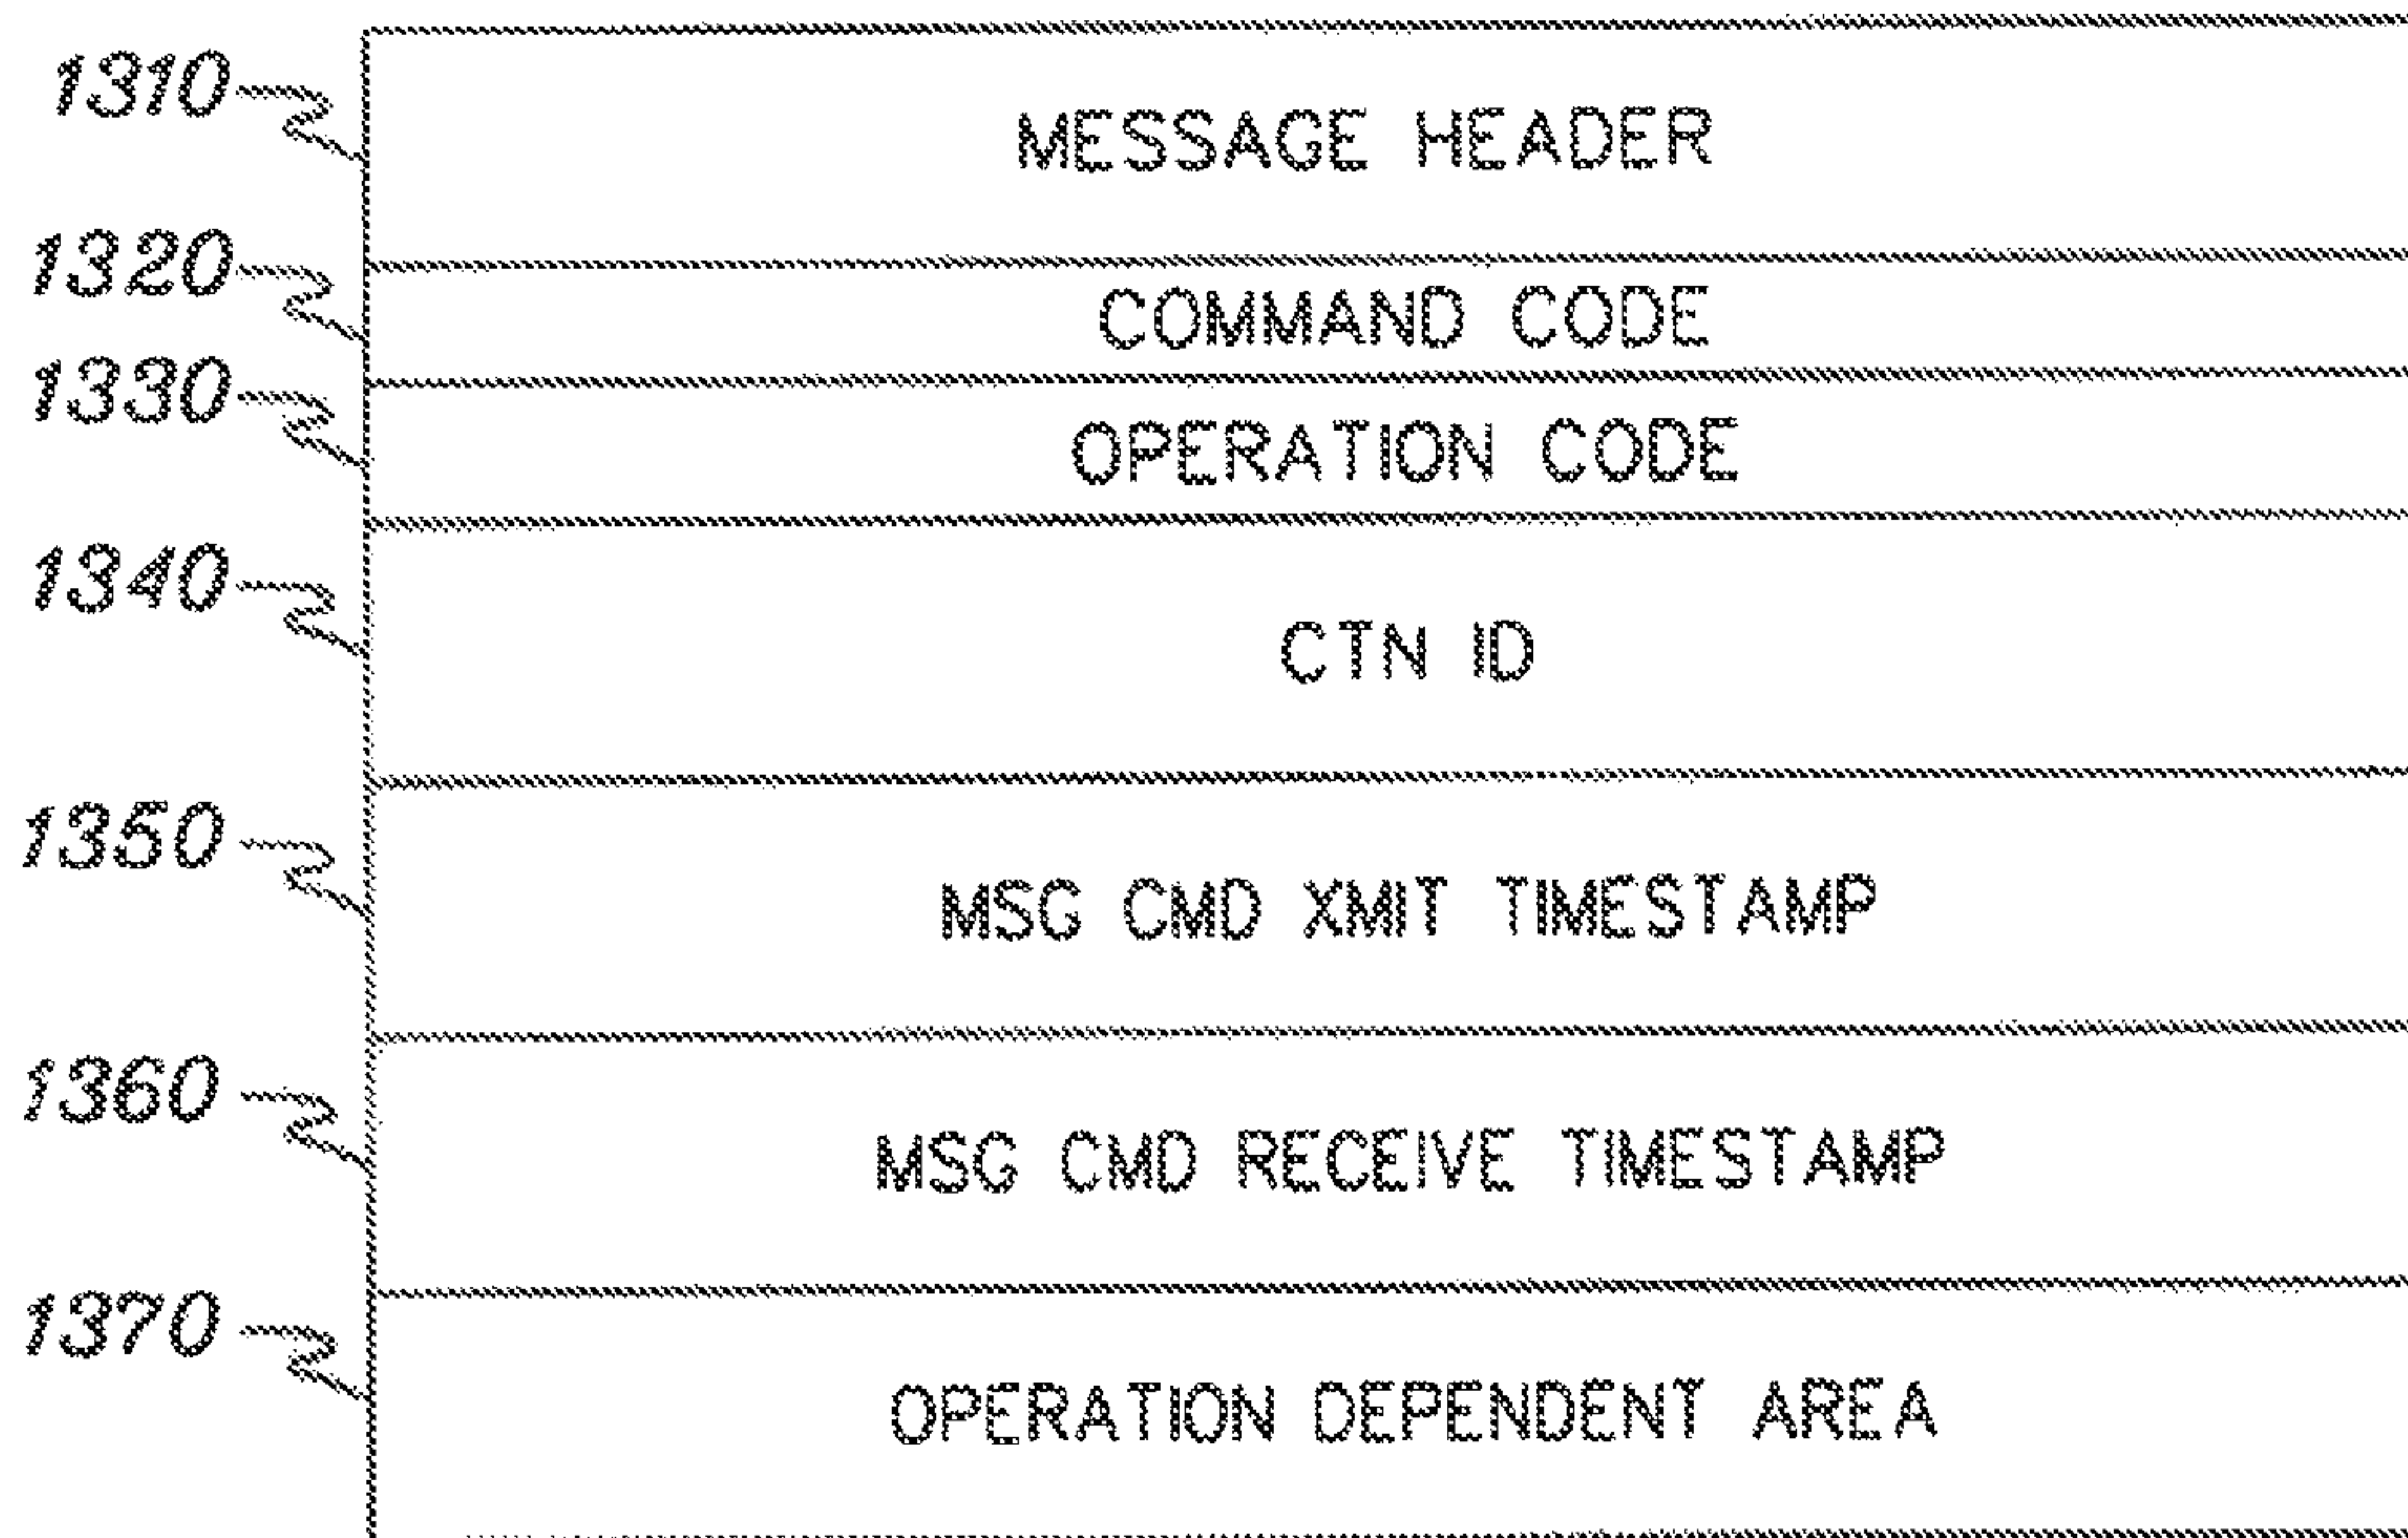 1310
MESSAGE HEADER
1320
COMMAND CODE
1330
OPERATION CODE
1340
CTN ID
1350
MSG CMD XMIT TIMESTAMP
1360
MSG CMD RECEIVE TIMESTAMP
1370
OPERATION DEPENDENT AREA